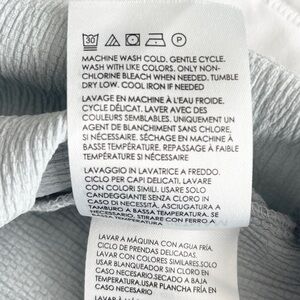 30 P
MACHINE WASH COLD. GENTLE CYCLE.
WASH WITH LIKE COLORS. ONLY NON-
CHLORINE BLEACH WHEN NEEDED. TUMBLE
DRY LOW. COOL IRON IF NEEDED
LAVAGE EN MACHINE À L'EAU FROIDE.
CYCLE DÉLICAT. LAVER AVEC DES
COULEURS SEMBLABLES. UNIQUEMENT UN
AGENT DE BLANCHIMENT SANS CHLORE,
SI NÉCESSAIRE. SÉCHAGE EN MACHINE À
BASSE TEMPÉRATURE. REPASSAGE À FAIBLE
TEMPÉRATURE SI NÉCESSAIRE
LAVAGGIO IN LAVATRICE A FREDDO.
CICLO PER CAPI DELICATI, LAVARE
CON COLORI SIMILI. USARE SOLO
CANDEGGIANTE SENZA CLORO IN
CASO DI NECESSITÀ. ASCIUGATURA A
TAMBURO A BASSA TEMPERATURA. SE
NECESSARIO, STIRARE CON FERRO A
LAVAR A MÁQUINA CON AGUA FRÍA.
CICLO DE PRENDAS DELICADAS.
LAVAR CON COLORES SIMILARES.SOLO
USAR BLANQUEADOR SIN CLORO EN
CASO NECESARIO.SECADO A BAJA
TEMPERATURA.USAR PLANCHA FRÍA EN
CASO NECESARIO